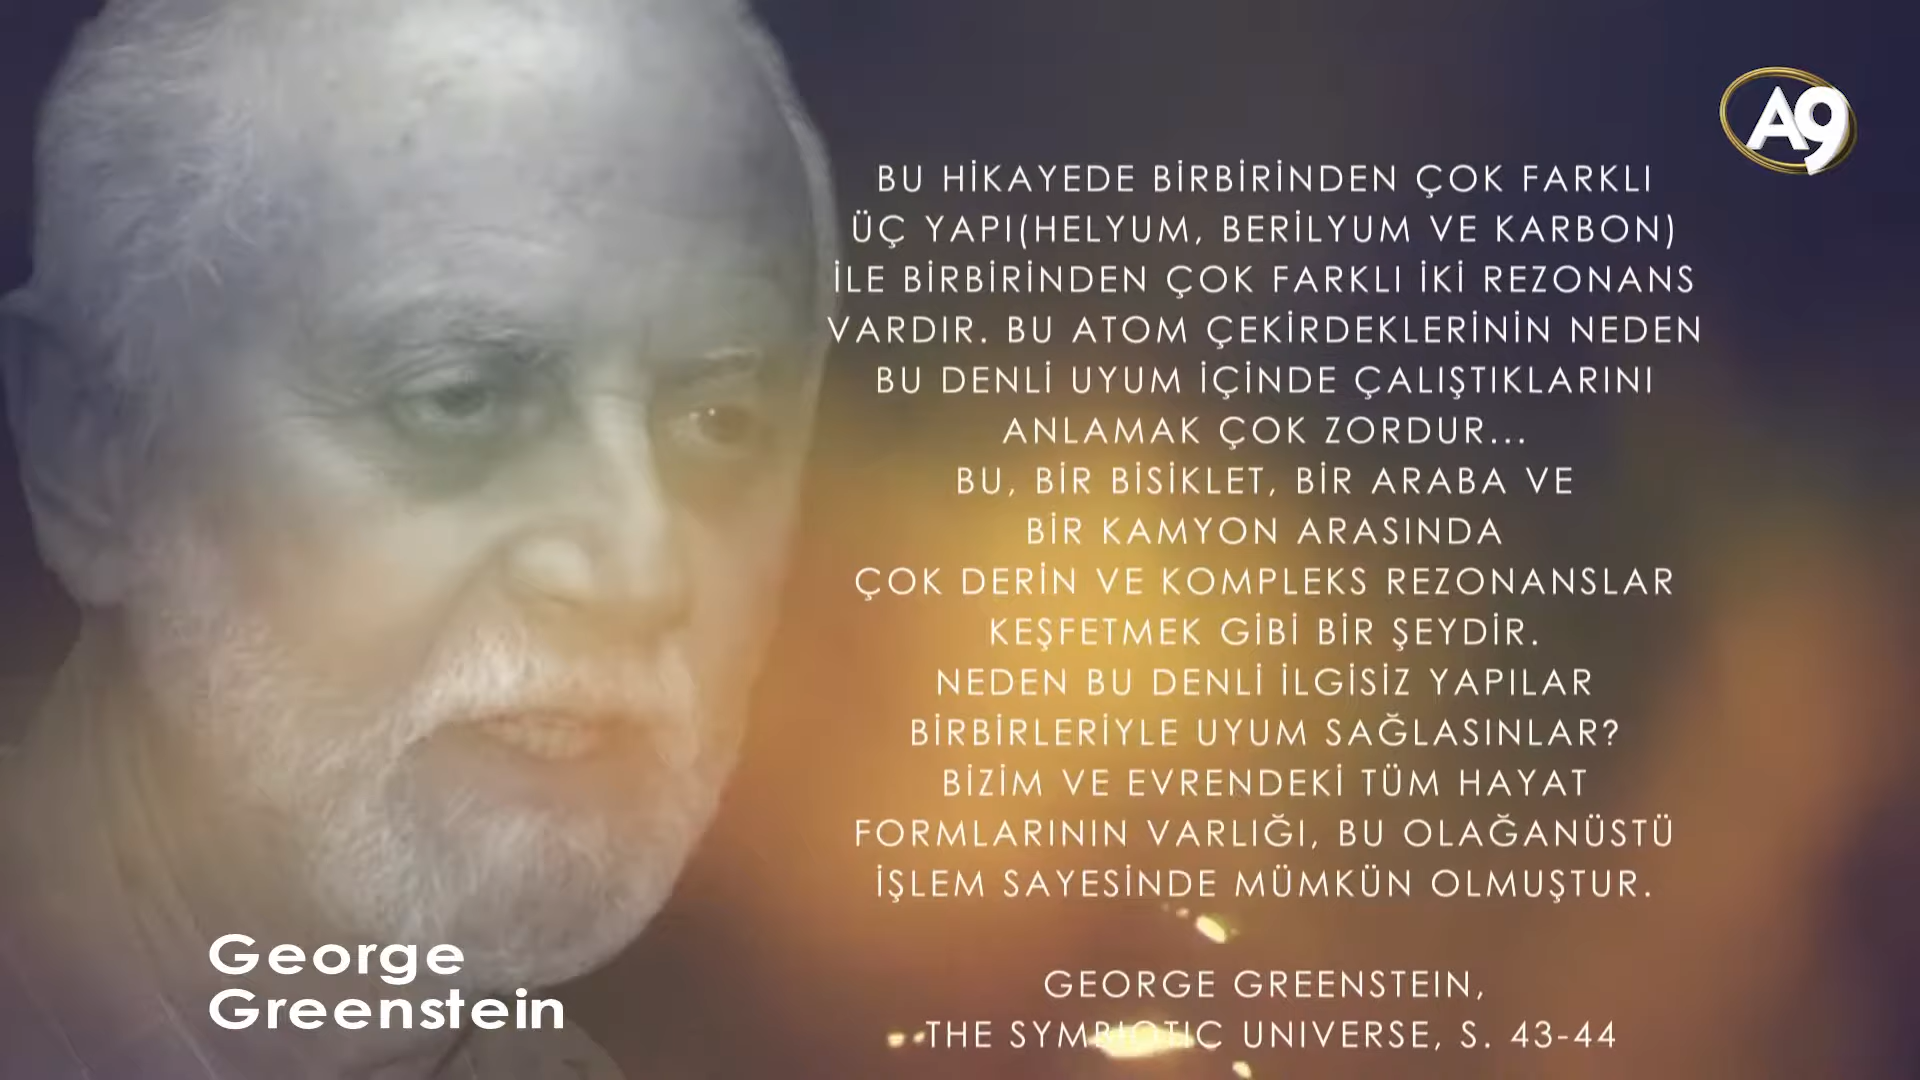 A9
BU HİKAYEDE BİRBİRİNDEN ÇOK FARKLI
ÜÇ YAPI(HELYUM, BERİLYUM VE KARBON)
İLE BİRBİRİNDEN ÇOK FARKLI İKİ REZONANS
VARDIR. BU ATOM ÇEKİRDEKLERİNİN NEDEN
BU DENLİ UYUM İÇİNDE ÇALIŞTIKLARINI
ANLAMAK ÇOK ZORDUR...
BU, BİR BİSİKLET, BİR ARABA VE
BİR KAMYON ARASINDA
ÇOK DERİN VE KOMPLEKS REZONANSLAR
KEŞFETMEK GİBİ BİR ŞEYDİR.
NEDEN BU DENLİ İLGİSİZ YAPILAR
BİRBİRLERİYLE UYUM SAĞLASINLAR?
BİZİM VE EVRENDEKİ TÜM HAYAT
FORMLARININ VARLIĞI, BU OLAĞANÜSTÜ
İŞLEM SAYESİNDE MÜMKÜN OLMUŞTUR.
GEORGE GREENSTEIN,
THE SYMBIOTIC UNIVERSE, S. 43-44
George
Greenstein